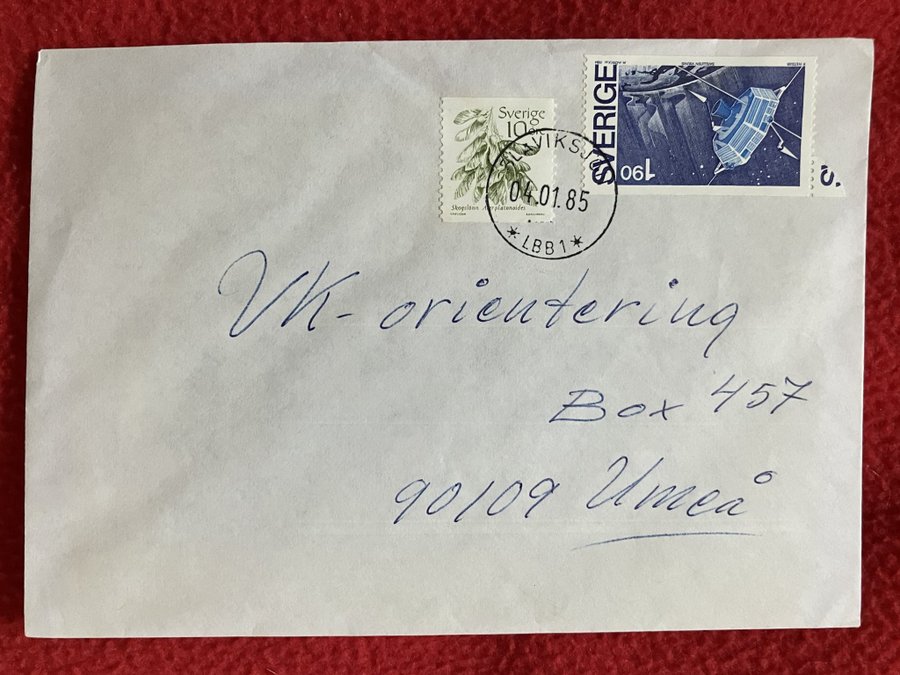 Sverige
10
Skogslönn Acer platanoides
SVERIGE
190
04.01.85
*LBB1*
VK-orientering
Box 457
90109 Umeå